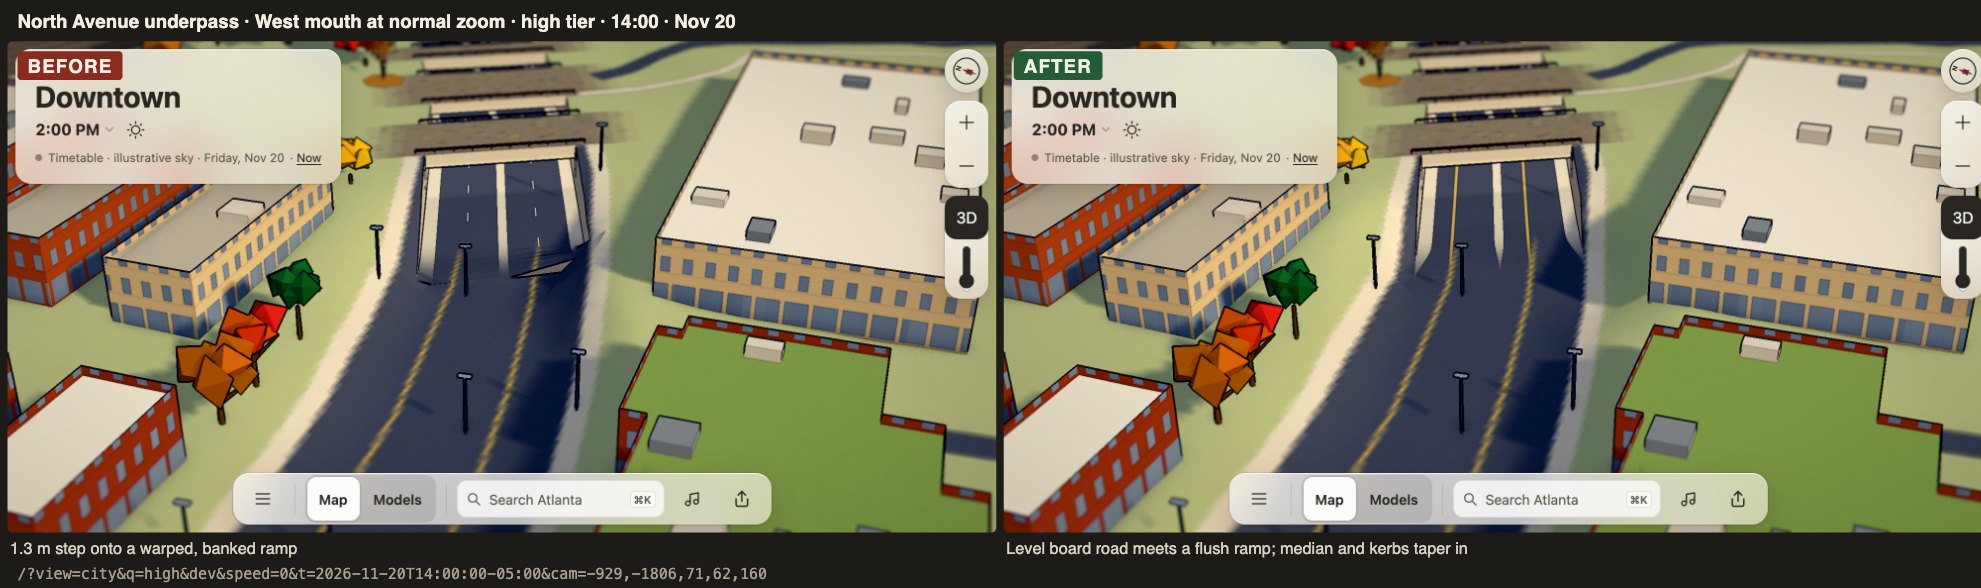 North Avenue underpass · West mouth at normal zoom · high tier · 14:00 · Nov 20
BEFORE
Downtown
2:00 PM
Timetable · illustrative sky · Friday, Nov 20 · Now
N
+
−
3D
Map Models Search Atlanta ⌘K
1.3 m step onto a warped, banked ramp
AFTER
Downtown
2:00 PM
Timetable · illustrative sky · Friday, Nov 20 · Now
N
+
−
3D
Map Models Search Atlanta ⌘K
Level board road meets a flush ramp; median and kerbs taper in
/?view=city&q=high&dev&speed=0&t=2026-11-20T14:00:00-05:00&cam=-929,-1806,71,62,160